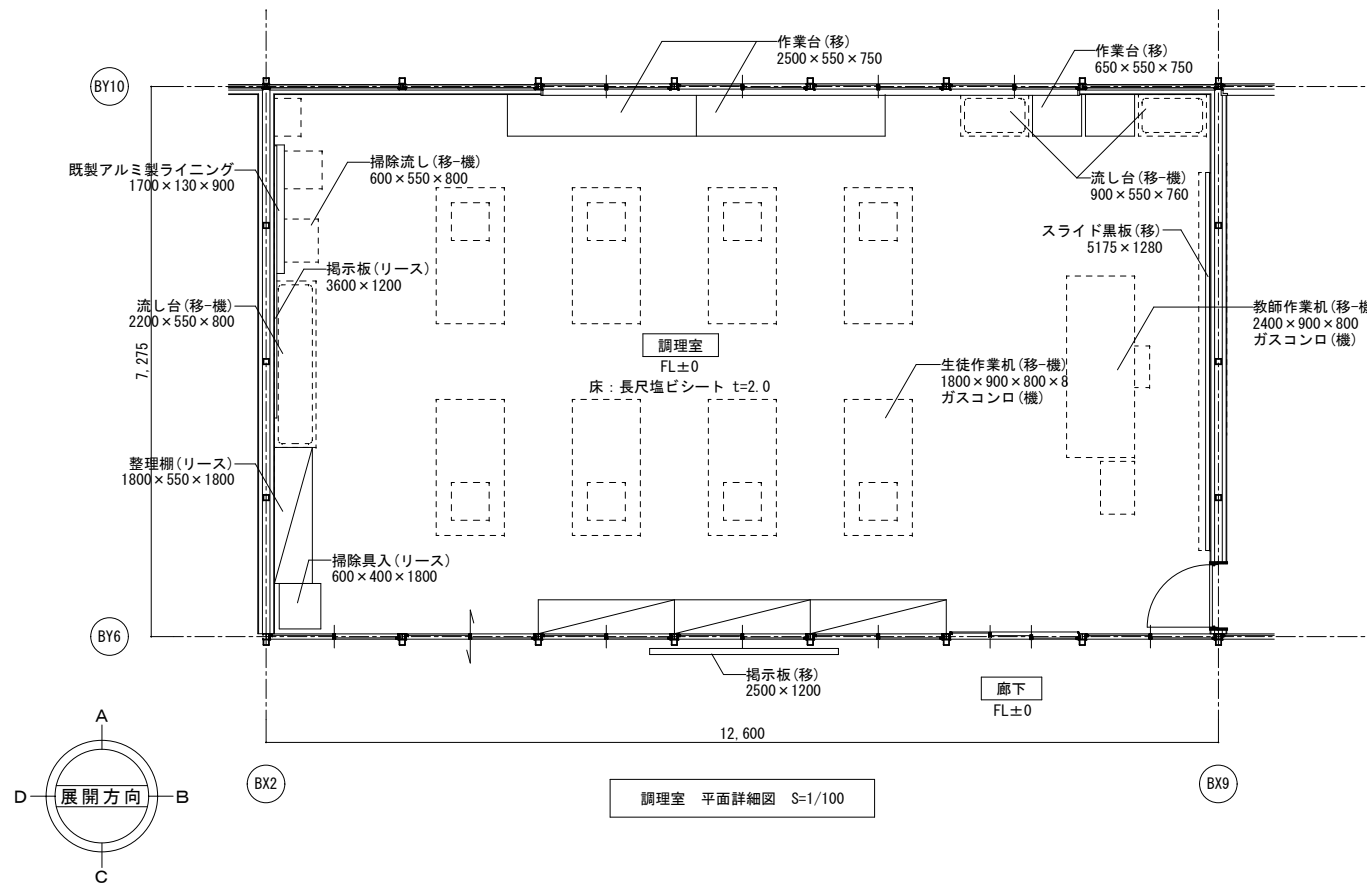 作業台(移)
2500×550×750
作業台(移)
650×550×750
BY10
既製アルミ製ライニング
1700×130×900
掃除流し(移-機)
600×550×800
流し台(移-機)
900×550×760
スライド黒板(移)
5175×1280
掲示板(リース)
3600×1200
流し台(移-機)
2200×550×800
教師作業机(移-機
2400×900×800
ガスコンロ(機)
7.275
調理室
FL±0
床：長尺塩ビシート t=2.0
生徒作業机(移-機)
1800×900×800×8
ガスコンロ(機)
整理棚(リース)
1800×550×1800
掃除具入(リース)
600×400×1800
BY6
掲示板(移)
2500×1200
廊下
FL±0
12,600
A
D
展開方向
B
C
BX2
BX9
調理室 平面詳細図 S=1/100